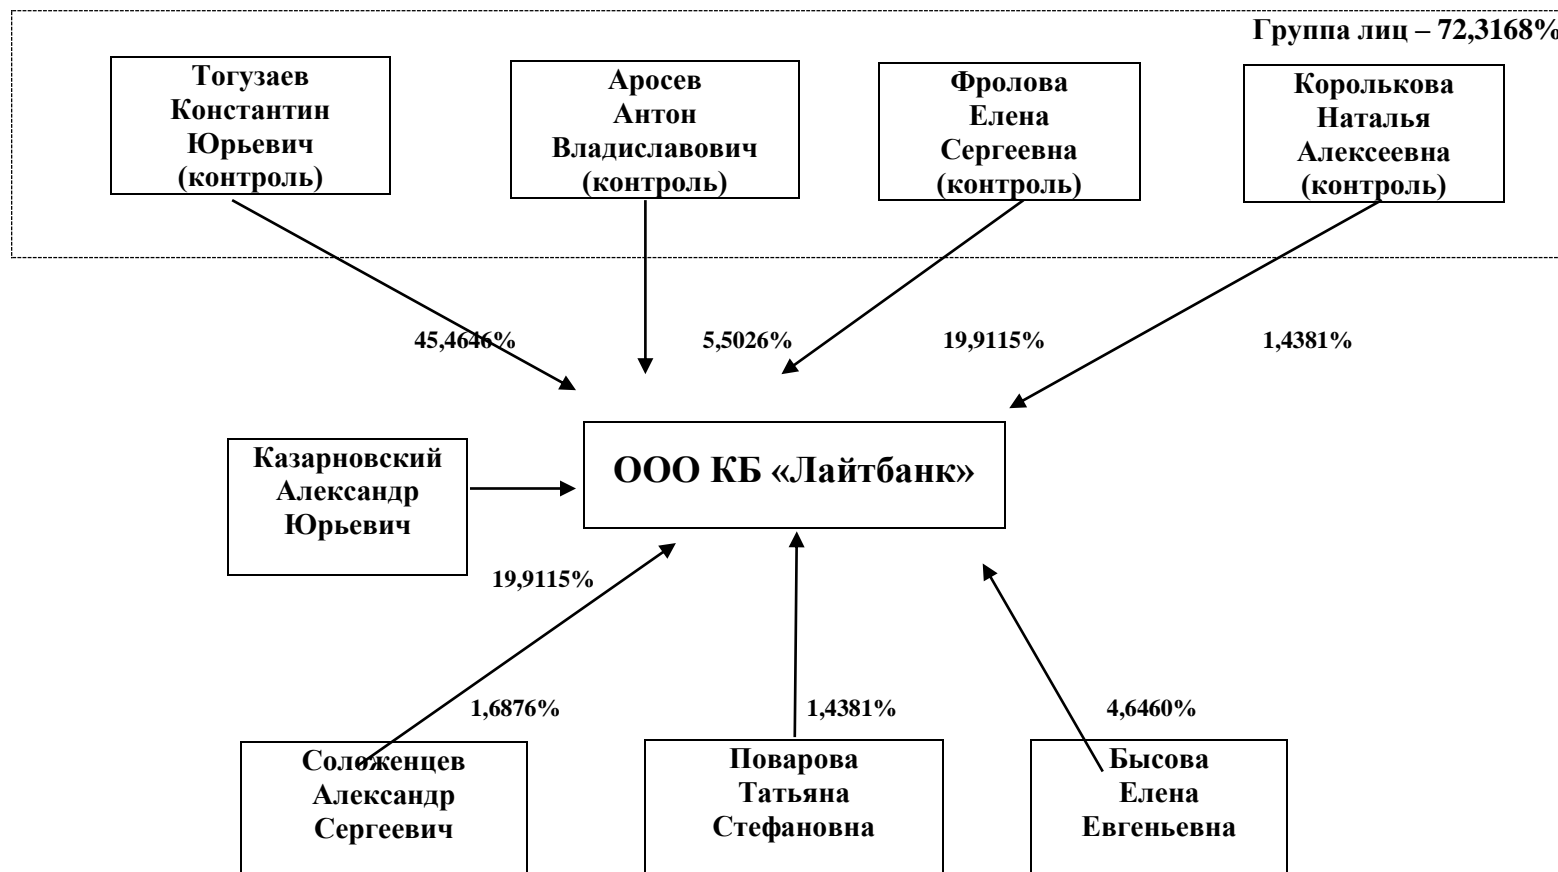 Группа лиц – 72,3168%
Тогузаев
Константин
Юрьевич
(контроль)
Аросев
Антон
Владиславович
(контроль)
Фролова
Елена
Сергеевна
(контроль)
Королькова
Наталья
Алексеевна
(контроль)
45,4646%
5,5026%
19,9115%
1,4381%
Казарновский
Александр
Юрьевич
ООО КБ «Лайтбанк»
19,9115%
1,6876%
1,4381%
4,6460%
Соложенцев
Александр
Сергеевич
Поварова
Татьяна
Стефановна
Бысова
Елена
Евгеньевна